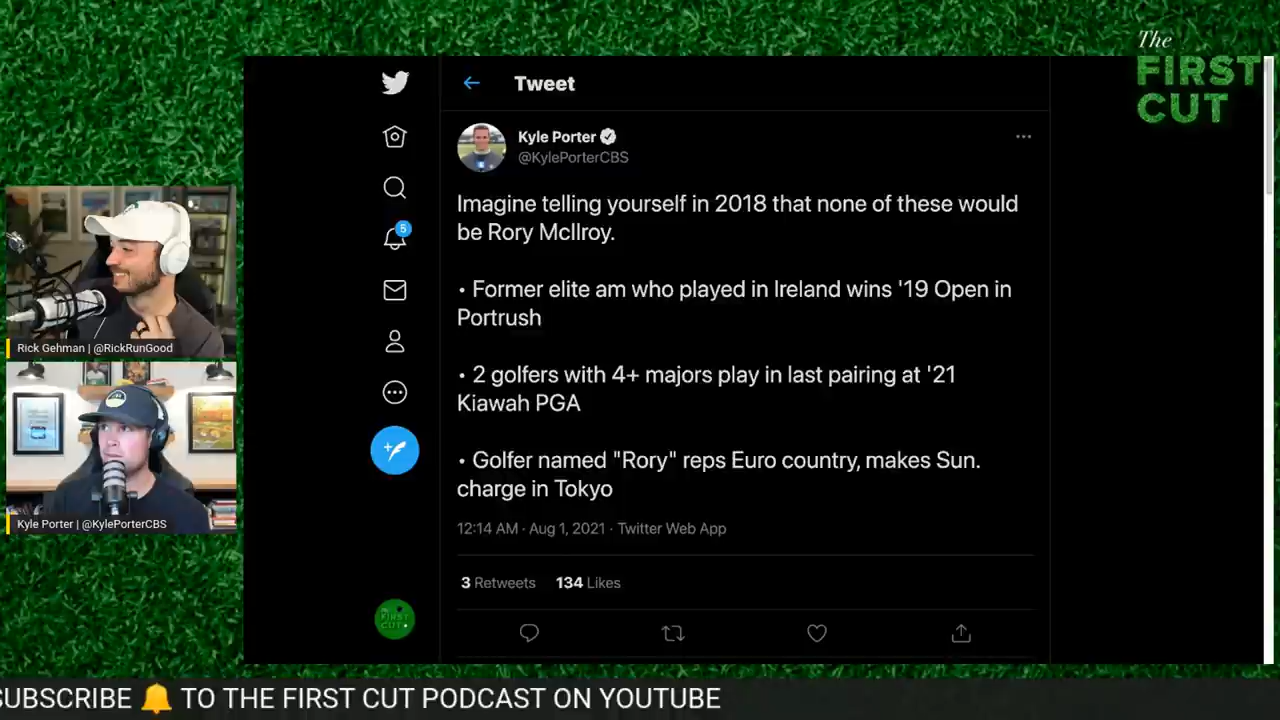 The
FIRST
CUT
Tweet
Kyle Porter
@KylePorterCBS
Imagine telling yourself in 2018 that none of these would
be Rory McIlroy.
• Former elite am who played in Ireland wins '19 Open in
Portrush
• 2 golfers with 4+ majors play in last pairing at '21
Kiawah PGA
• Golfer named "Rory" reps Euro country, makes Sun.
charge in Tokyo
12:14 AM · Aug 1, 2021 · Twitter Web App
3 Retweets 134 Likes
5
THE
FIRST
CUT
Rick Gehman | @RickRunGood
Kyle Porter | @KylePorterCBS
SUBSCRIBE 🔔 TO THE FIRST CUT PODCAST ON YOUTUBE